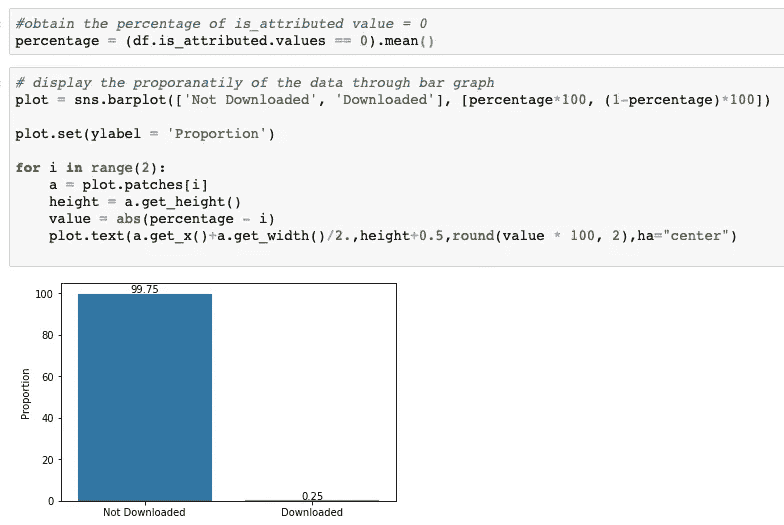 #obtain the percentage of is_attributed value = 0
percentage = (df.is_attributed.values == 0).mean()
# display the proporanatily of the data through bar graph
plot = sns.barplot(['Not Downloaded', 'Downloaded'], [percentage*100, (1-percentage)*100])
plot.set(ylabel = 'Proportion')
for i in range(2):
    a = plot.patches[i]
    height = a.get_height()
    value = abs(percentage - i)
    plot.text(a.get_x()+a.get_width()/2.,height+0.5,round(value * 100, 2),ha="center")
99.75
100
80
60
40
20
0
Proportion
0.25
Not Downloaded
Downloaded